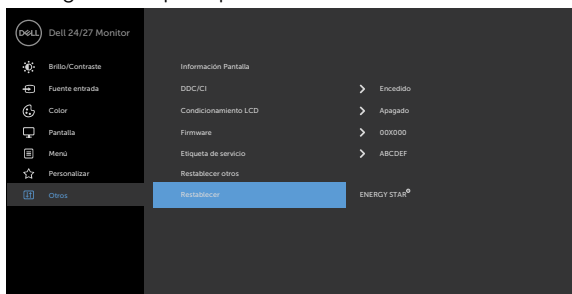 DELL Dell 24/27 Monitor
Brillo/Contraste Información Pantalla
Fuente entrada DDC/CI Encedido
Color Condicionamiento LCD Apagado
Pantalla Firmware 00X000
Menú Etiqueta de servicio ABCDEF
Personalizar Restablecer otros
Otros Restablecer ENERGY STAR®